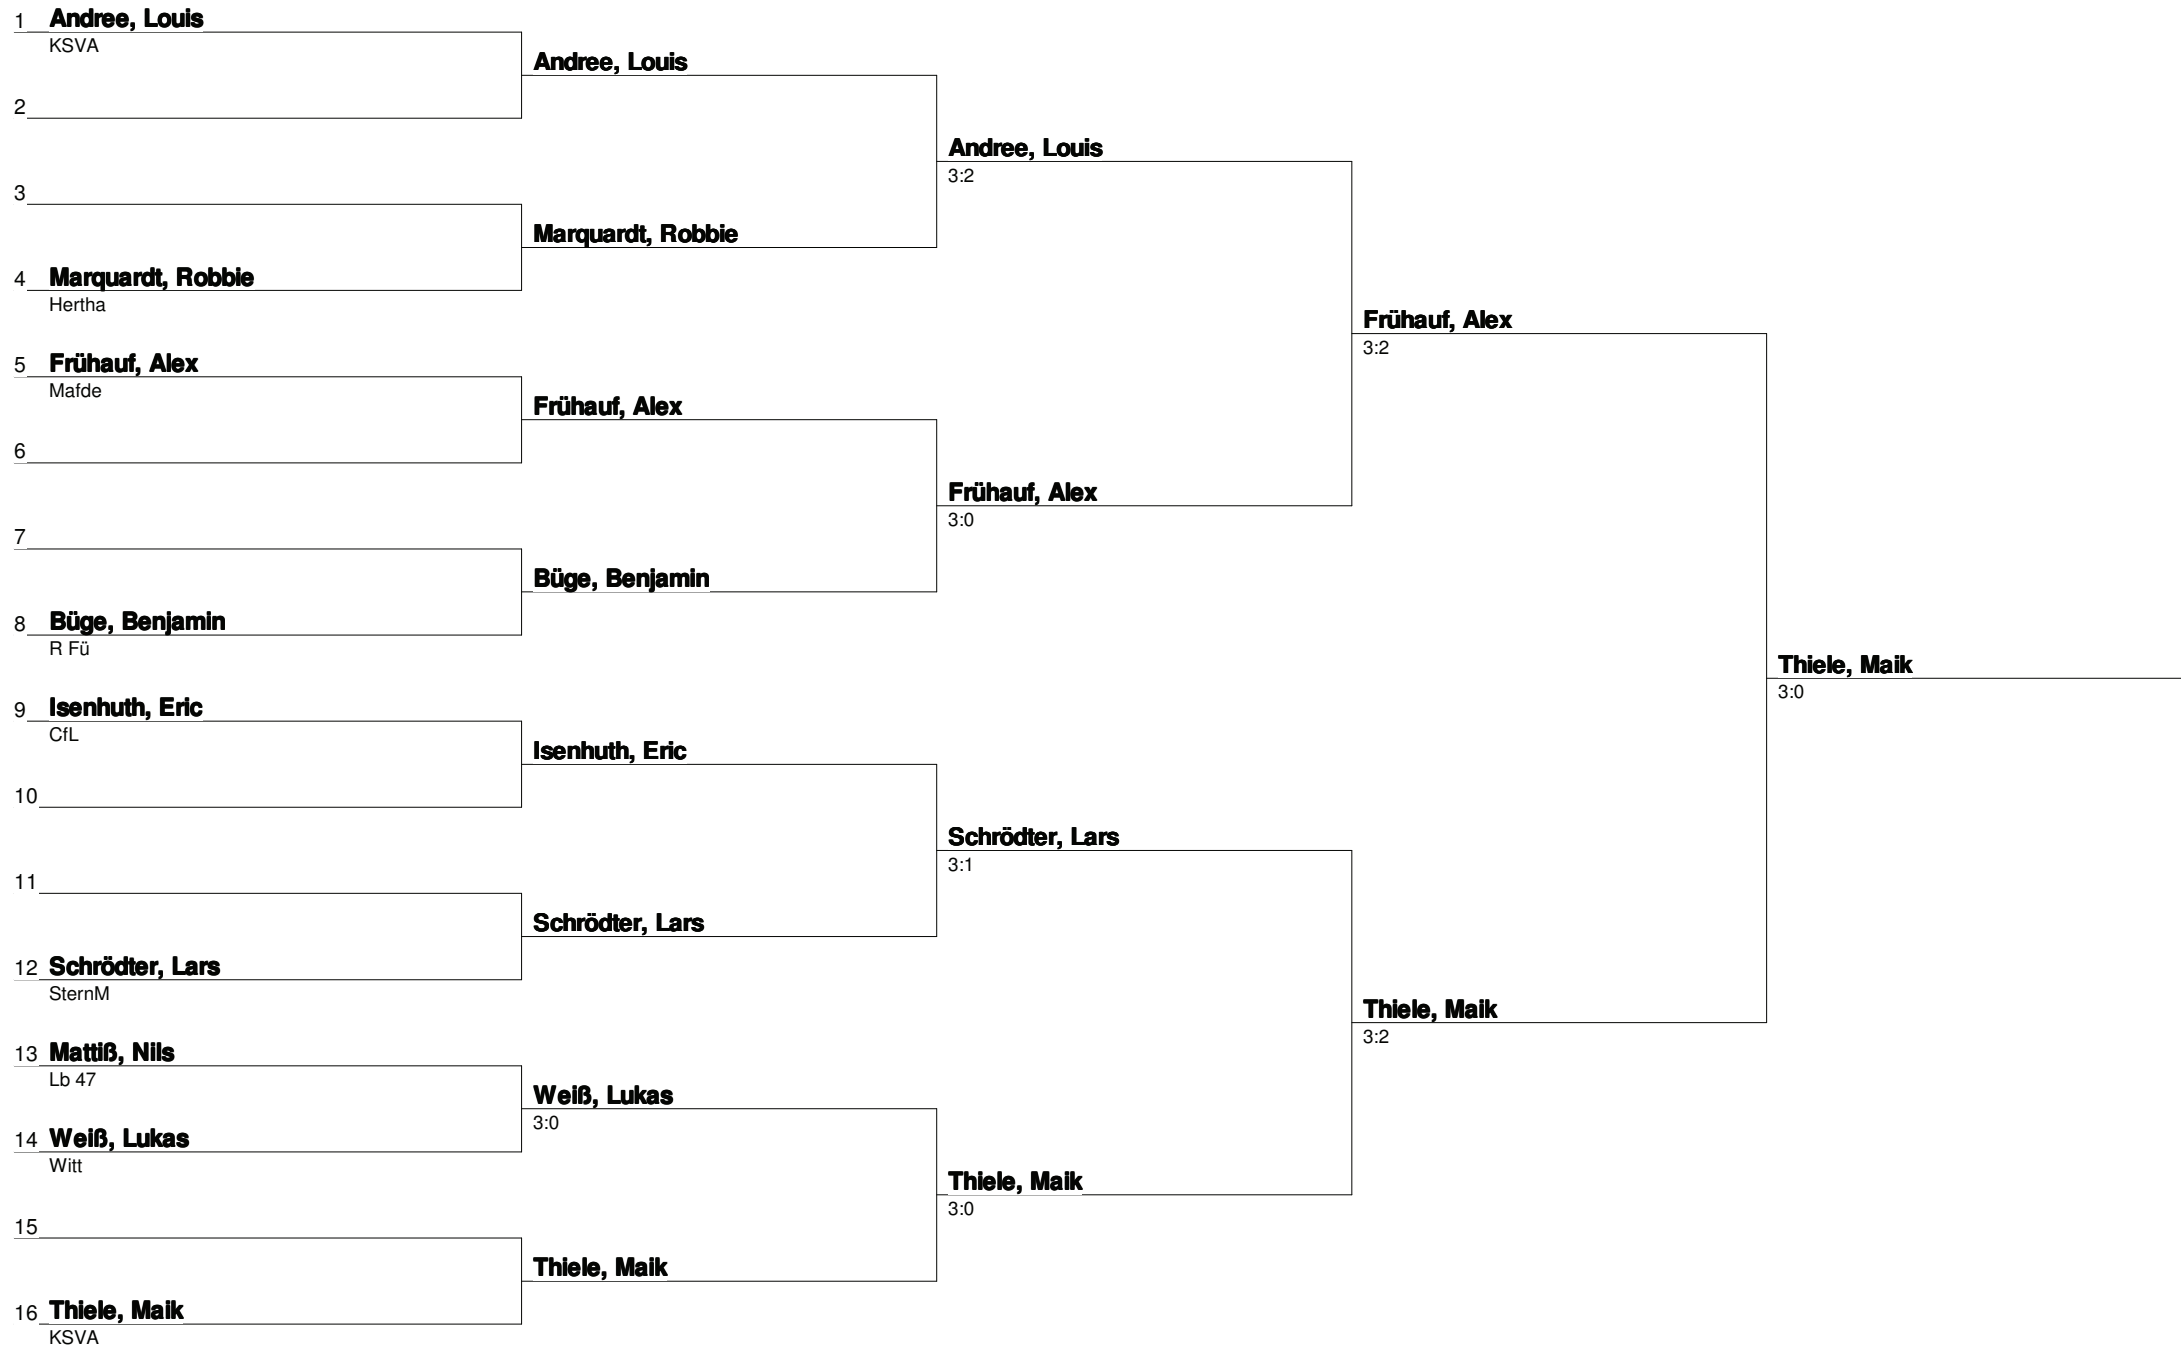 1 Andree, Louis
KSVA
Andree, Louis
2
Andree, Louis
3:2
3
Marquardt, Robbie
4 Marquardt, Robbie
Hertha
Frühauf, Alex
3:2
5 Frühauf, Alex
Mafde
Frühauf, Alex
6
Frühauf, Alex
3:0
7
Büge, Benjamin
8 Büge, Benjamin
R Fü
Thiele, Maik
3:0
9 Isenhuth, Eric
CfL
Isenhuth, Eric
10
Schrödter, Lars
3:1
11
Schrödter, Lars
12 Schrödter, Lars
SternM
Thiele, Maik
3:2
13 Mattiß, Nils
Lb 47
Weiß, Lukas
3:0
14 Weiß, Lukas
Witt
Thiele, Maik
3:0
15
Thiele, Maik
16 Thiele, Maik
KSVA